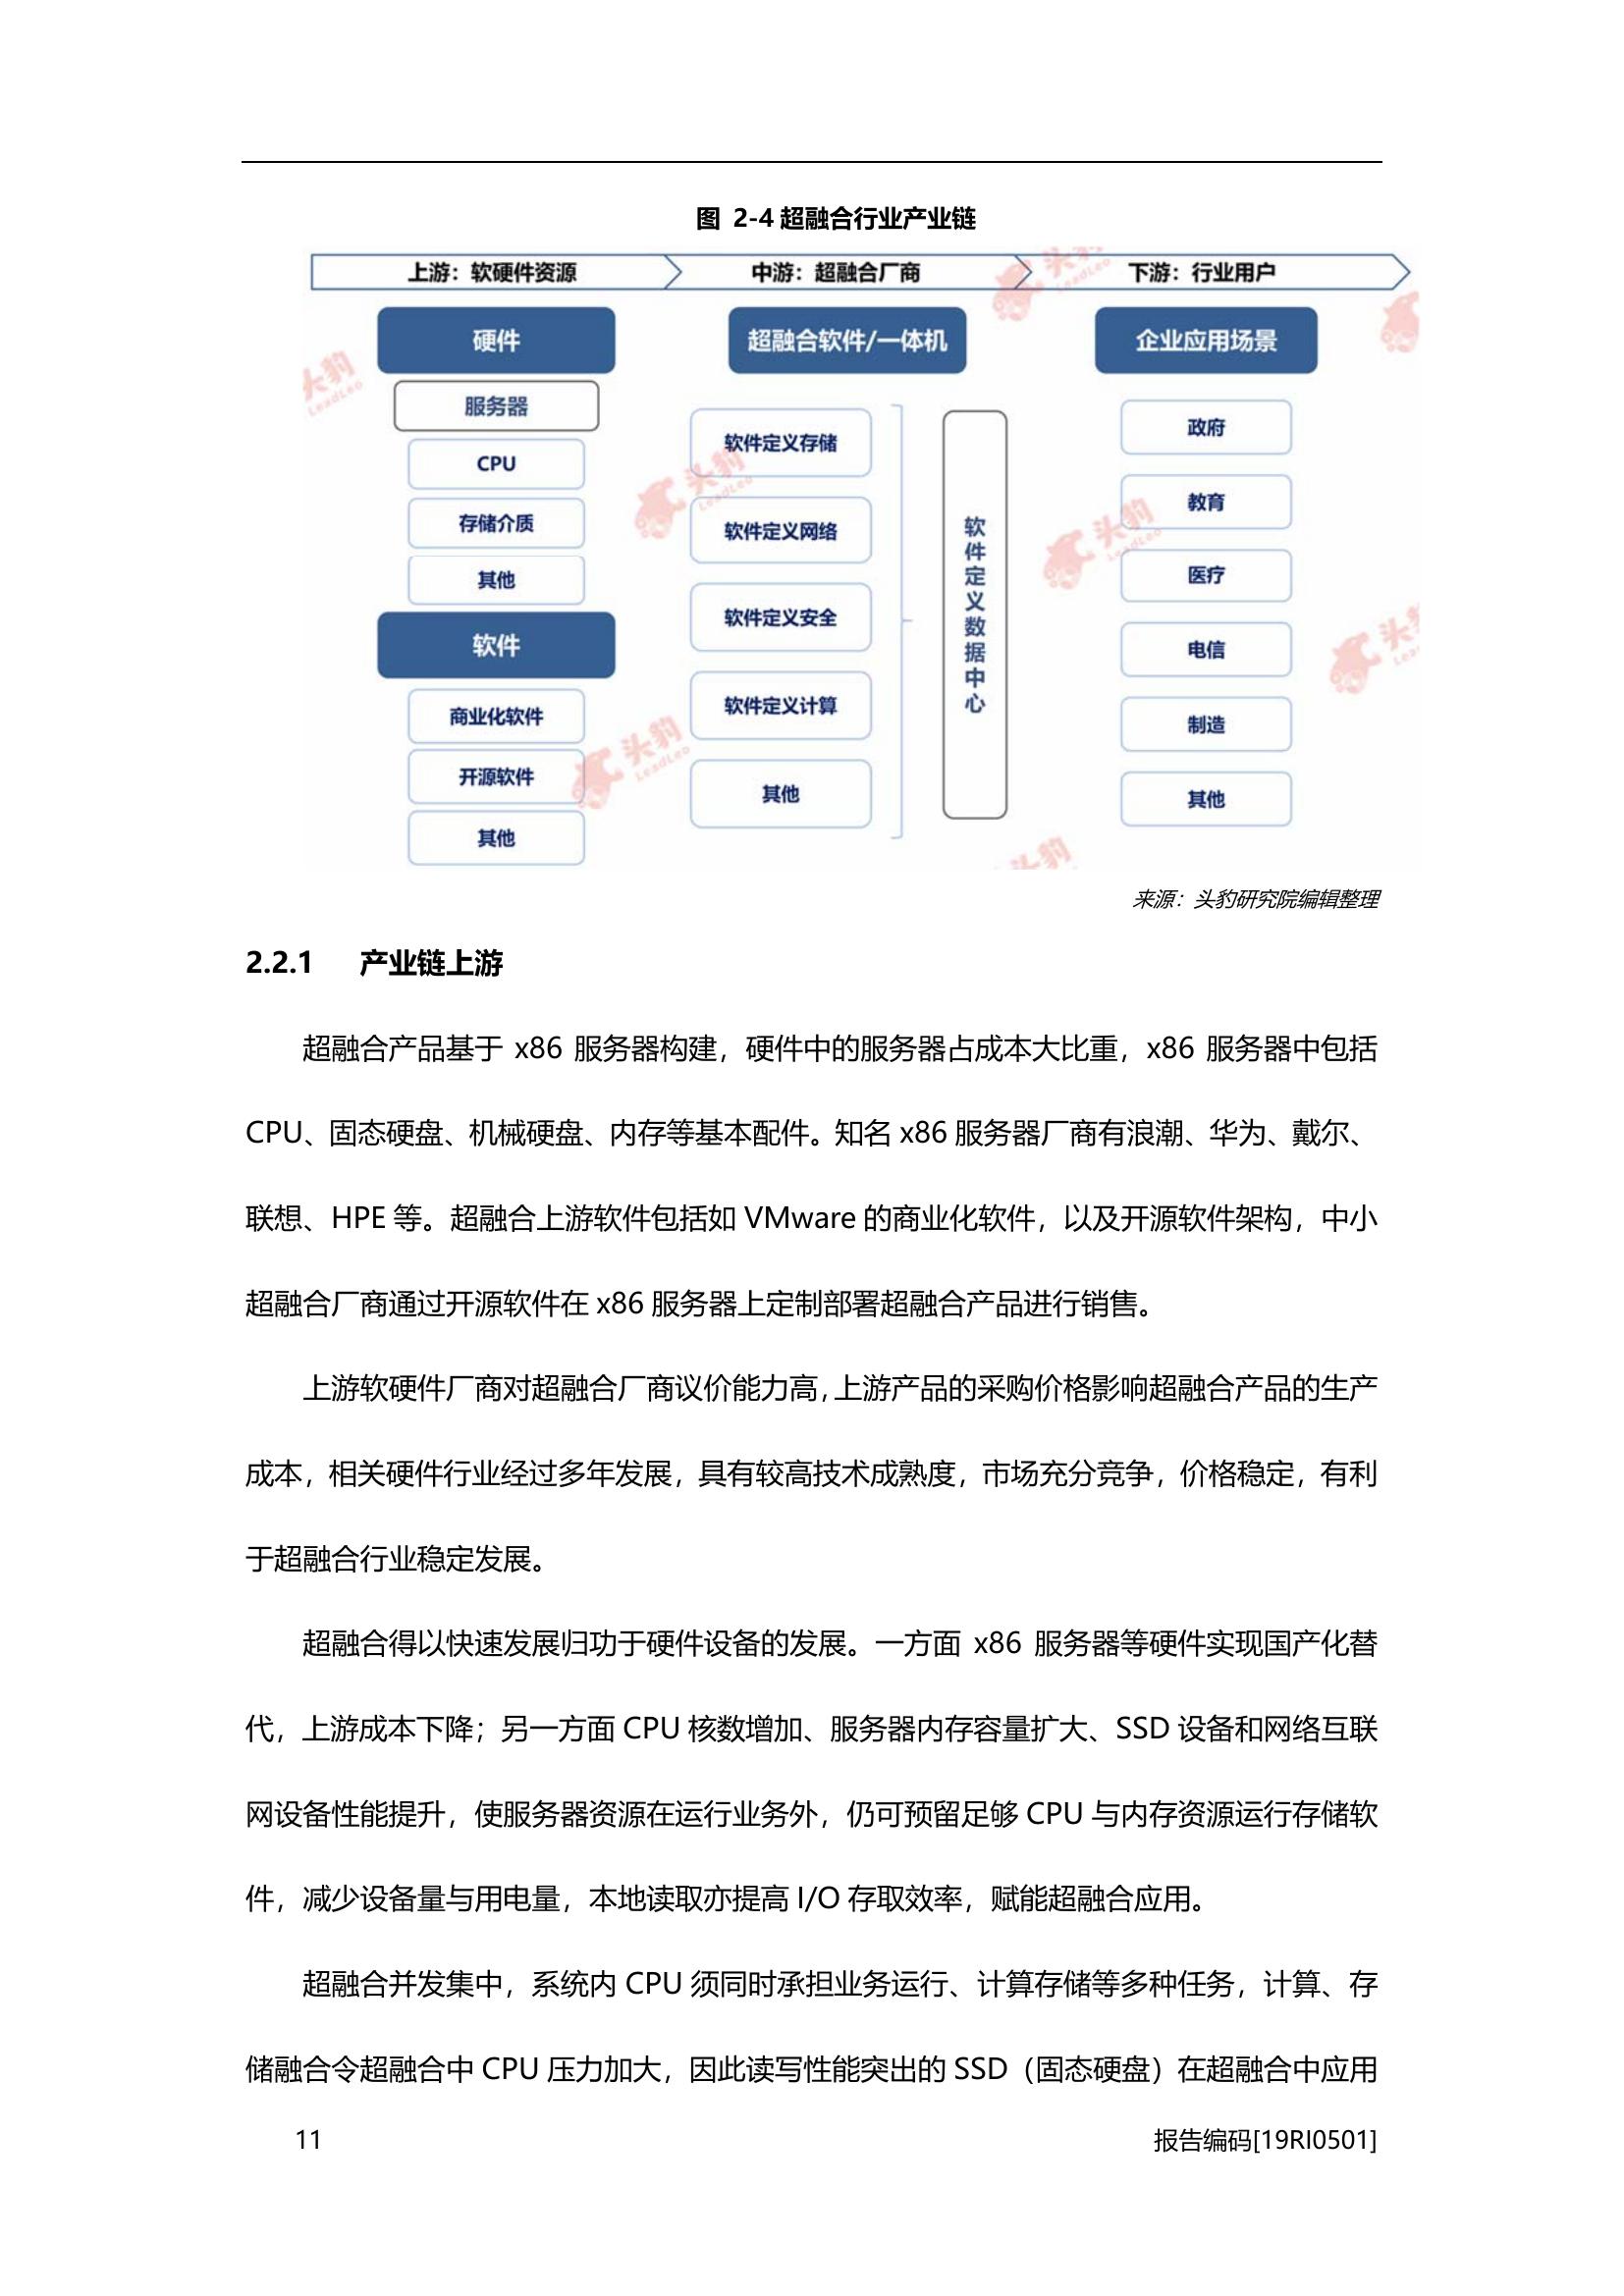 图 2-4 超融合行业产业链
上游：软硬件资源
中游：超融合厂商
下游：行业用户
硬件
服务器
CPU
存储介质
其他
软件
商业化软件
开源软件
其他
超融合软件/一体机
软件定义存储
软件定义网络
软件定义安全
软件定义计算
其他
软件定义数据中心
企业应用场景
政府
教育
医疗
电信
制造
其他
头豹
LeadLeo
头豹
LeadLeo
头豹
LeadLeo
头豹
LeadLeo
来源：头豹研究院编辑整理
2.2.1 产业链上游
超融合产品基于 x86 服务器构建，硬件中的服务器占成本大比重，x86 服务器中包括
CPU、固态硬盘、机械硬盘、内存等基本配件。知名 x86 服务器厂商有浪潮、华为、戴尔、
联想、HPE 等。超融合上游软件包括如 VMware 的商业化软件，以及开源软件架构，中小
超融合厂商通过开源软件在 x86 服务器上定制部署超融合产品进行销售。
上游软硬件厂商对超融合厂商议价能力高，上游产品的采购价格影响超融合产品的生产
成本，相关硬件行业经过多年发展，具有较高技术成熟度，市场充分竞争，价格稳定，有利
于超融合行业稳定发展。
超融合得以快速发展归功于硬件设备的发展。一方面 x86 服务器等硬件实现国产化替
代，上游成本下降；另一方面 CPU 核数增加、服务器内存容量扩大、SSD 设备和网络互联
网设备性能提升，使服务器资源在运行业务外，仍可预留足够 CPU 与内存资源运行存储软
件，减少设备量与用电量，本地读取亦提高 I/O 存取效率，赋能超融合应用。
超融合并发集中，系统内 CPU 须同时承担业务运行、计算存储等多种任务，计算、存
储融合令超融合中 CPU 压力加大，因此读写性能突出的 SSD（固态硬盘）在超融合中应用
11
报告编码[19RI0501]